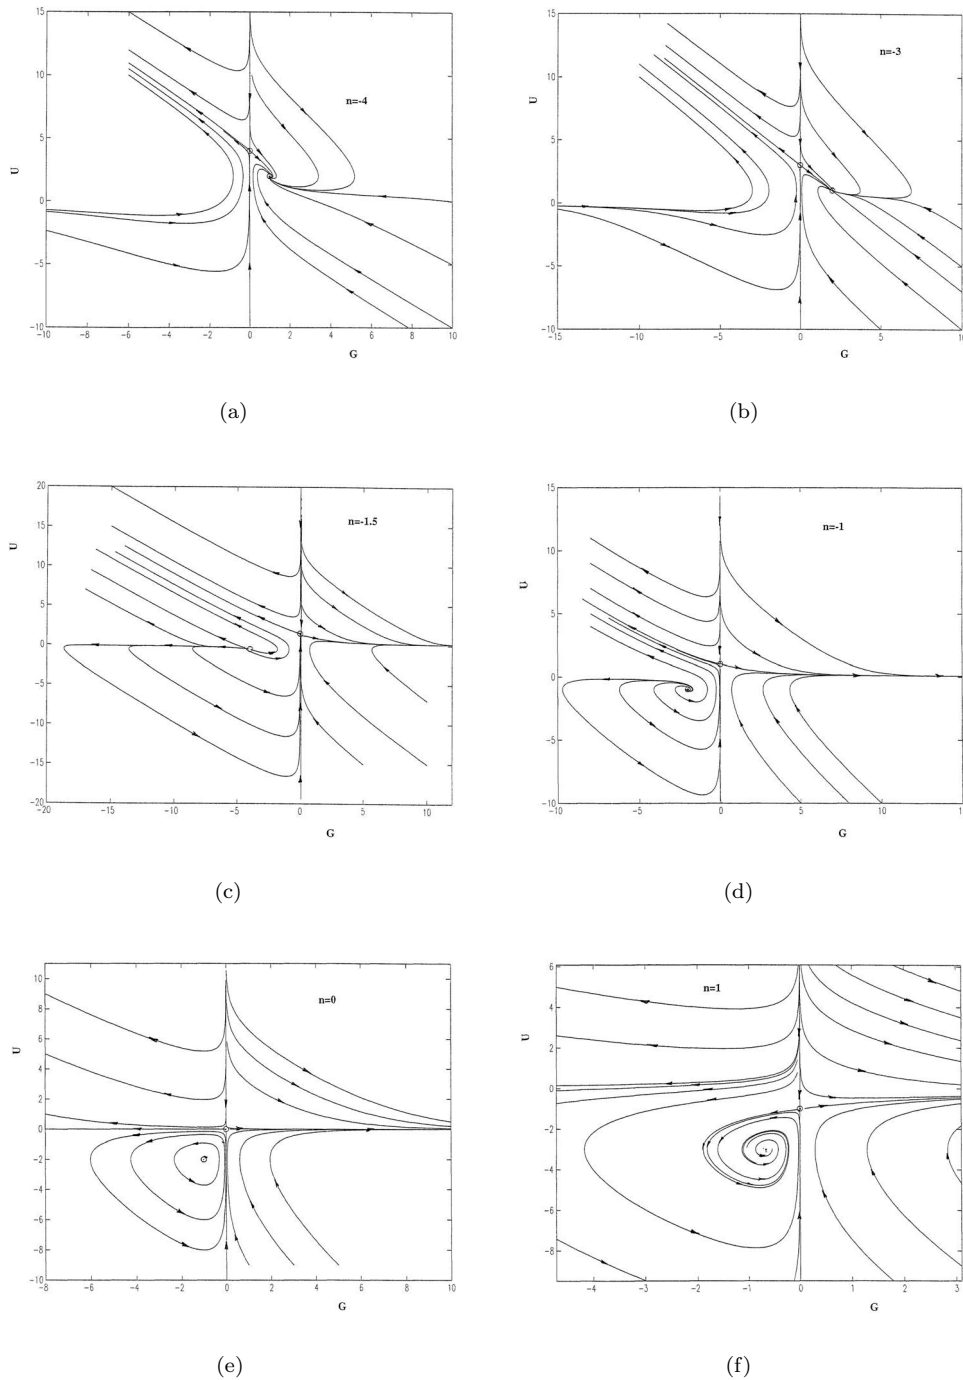 15
10
5
0
−5
−10
U
n=-4
−10 −8 −6 −4 −2 0 2 4 6 8 10
G
(a)
15
10
5
0
−5
−10
U
n=-3
−15 −10 −5 0 5 10
G
(b)
20
15
10
5
0
−5
−10
−15
−20
U
n=-1.5
−20 −15 −10 −5 0 5 10
G
(c)
15
10
5
0
−5
−10
U
n=-1
−10 −5 0 5 10 15
G
(d)
10
8
6
4
2
0
−2
−4
−6
−8
−10
U
n=0
−8 −6 −4 −2 0 2 4 6 8 10
G
(e)
6
4
2
0
−2
−4
−6
−8
U
n=1
−4 −3 −2 −1 0 1 2 3
G
(f)